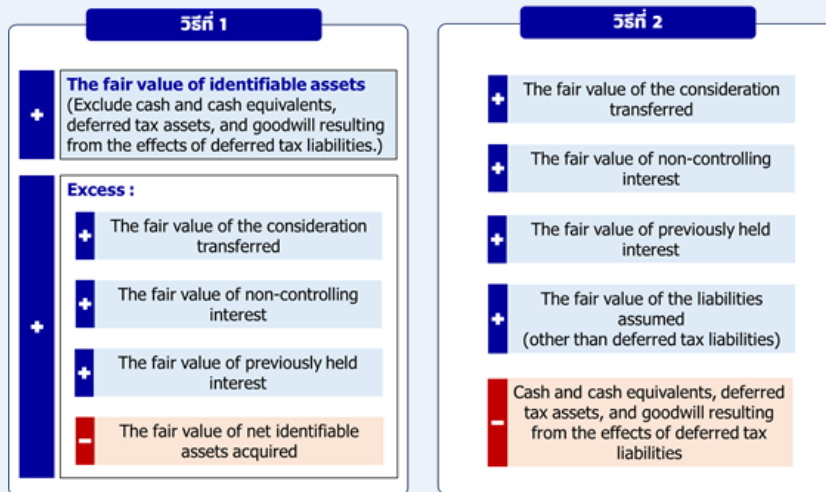 วิธีที่ 1
+
The fair value of identifiable assets
(Exclude cash and cash equivalents,
deferred tax assets, and goodwill resulting
from the effects of deferred tax liabilities.)
+
Excess :
+
The fair value of the consideration
transferred
+
The fair value of non-controlling
interest
+
The fair value of previously held
interest
-
The fair value of net identifiable
assets acquired
วิธีที่ 2
+
The fair value of the consideration
transferred
+
The fair value of non-controlling
interest
+
The fair value of previously held
interest
+
The fair value of the liabilities
assumed
(other than deferred tax liabilities)
-
Cash and cash equivalents, deferred
tax assets, and goodwill resulting
from the effects of deferred tax
liabilities